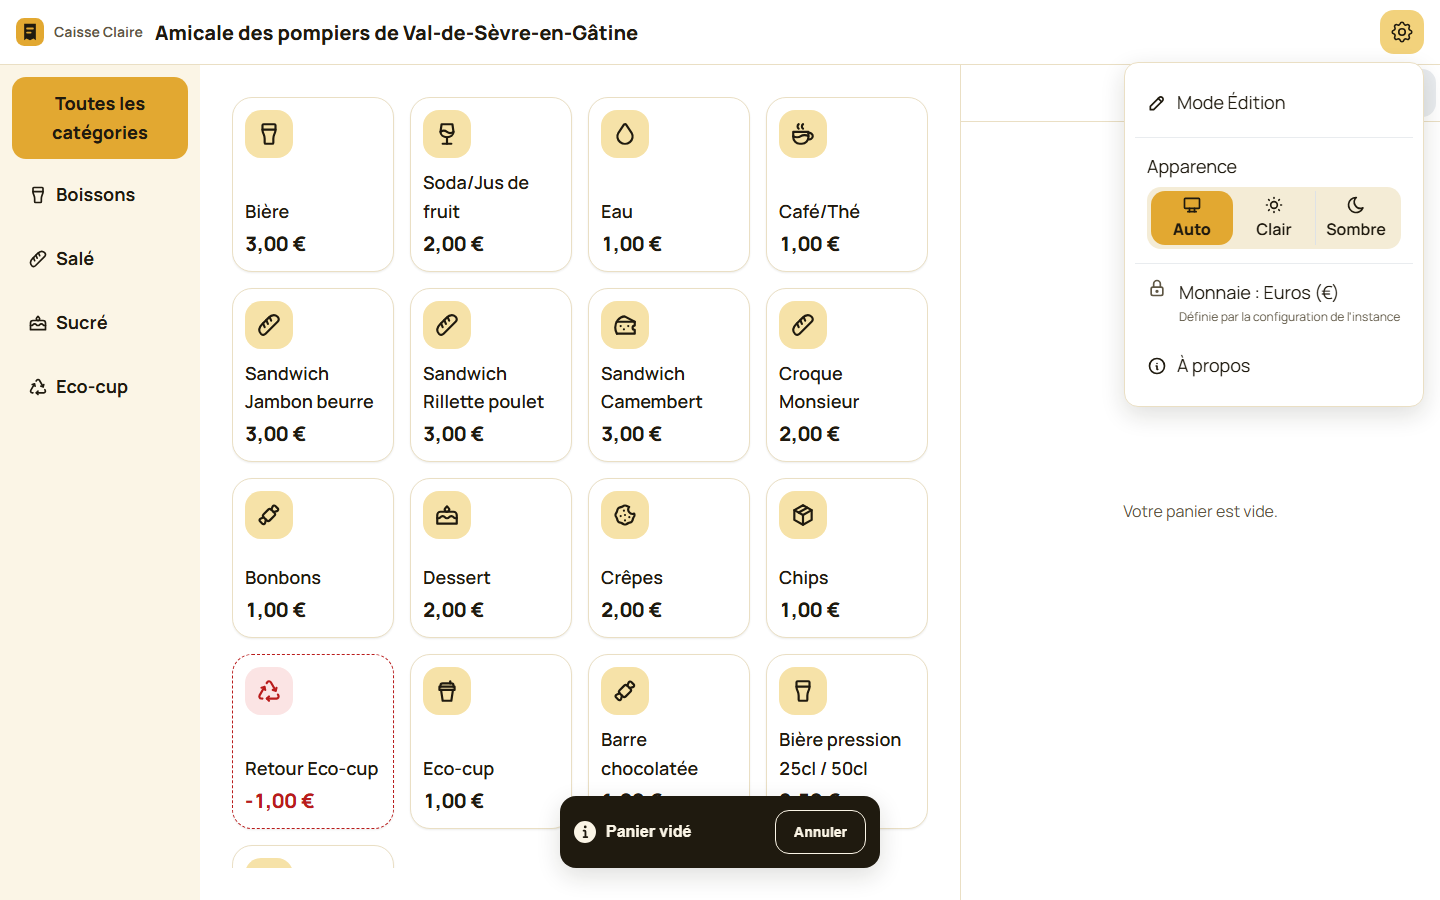 Caisse Claire
Amicale des pompiers de Val-de-Sèvre-en-Gâtine
Toutes les
catégories
Boissons
Salé
Sucré
Eco-cup
Bière
3,00 €
Soda/Jus de
fruit
2,00 €
Eau
1,00 €
Café/Thé
1,00 €
Sandwich
Jambon beurre
3,00 €
Sandwich
Rillette poulet
3,00 €
Sandwich
Camembert
3,00 €
Croque
Monsieur
2,00 €
Bonbons
1,00 €
Dessert
2,00 €
Crêpes
2,00 €
Chips
1,00 €
Retour Eco-cup
-1,00 €
Eco-cup
1,00 €
Barre
chocolatée
Bière pression
25cl / 50cl
Mode Édition
Apparence
Auto
Clair
Sombre
Monnaie : Euros (€)
Définie par la configuration de l'instance
À propos
Votre panier est vide.
Panier vidé
Annuler